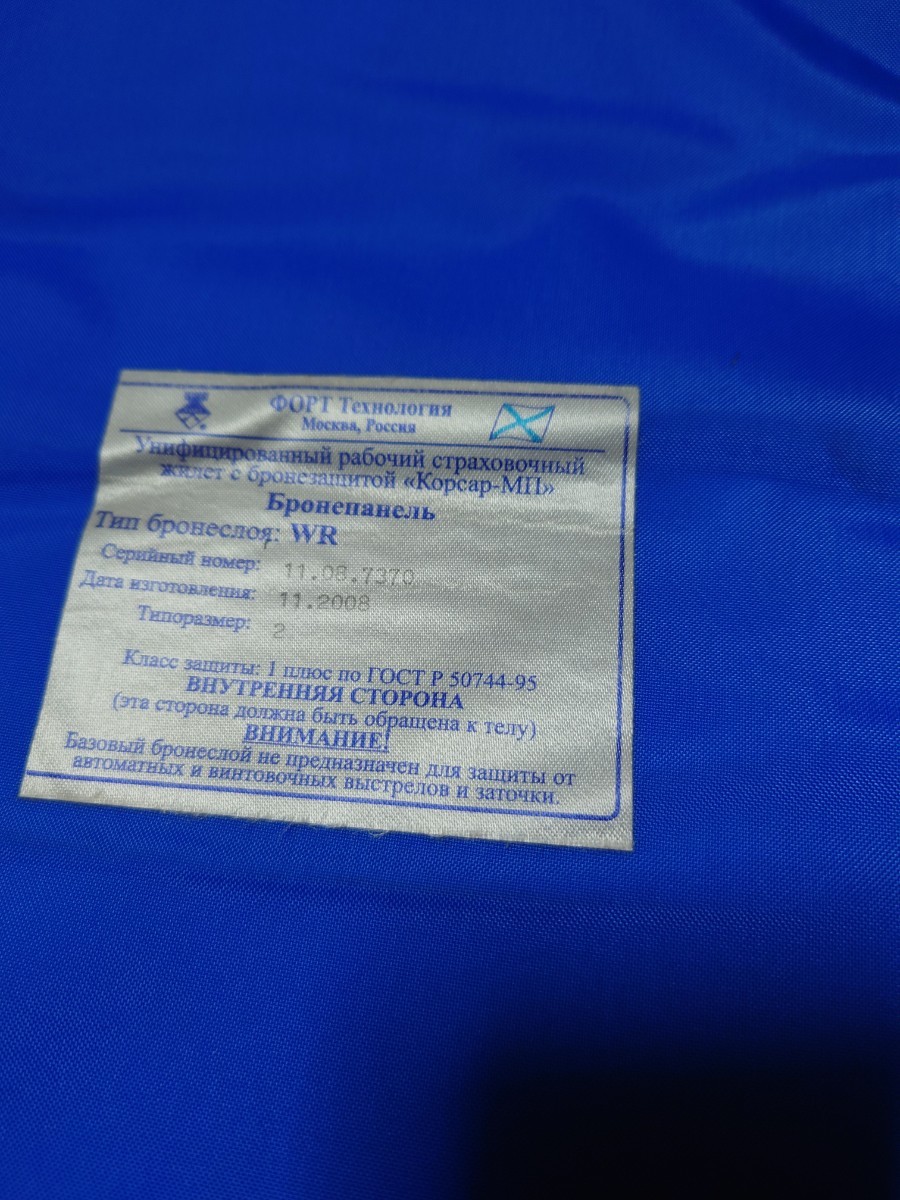 ФОРТ Технология
Москва, Россия
Унифицированный рабочий страховочный
жилет с бронезащитой «Корсар-МП»
Бронепанель
Тип бронеслоя: WR
Серийный номер: 11.08.7370
Дата изготовления: 11.2008
Типоразмер: 2
Класс защиты: 1 плюс по ГОСТ Р 50744-95
ВНУТРЕННЯЯ СТОРОНА
(эта сторона должна быть обращена к телу)
ВНИМАНИЕ!
Базовый бронеслой не предназначен для защиты от
автоматных и винтовочных выстрелов и заточки.